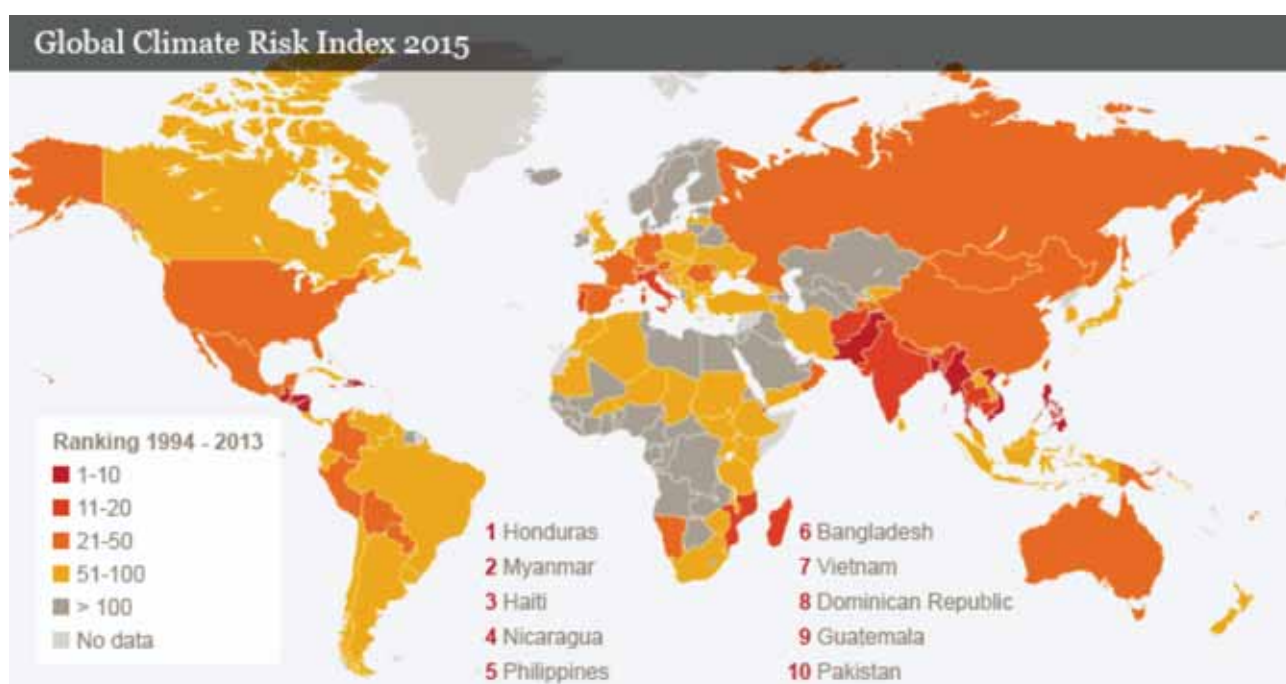 Global Climate Risk Index 2015
Ranking 1994 - 2013
1-10
11-20
21-50
51-100
> 100
No data
1 Honduras
2 Myanmar
3 Haiti
4 Nicaragua
5 Philippines
6 Bangladesh
7 Vietnam
8 Dominican Republic
9 Guatemala
10 Pakistan